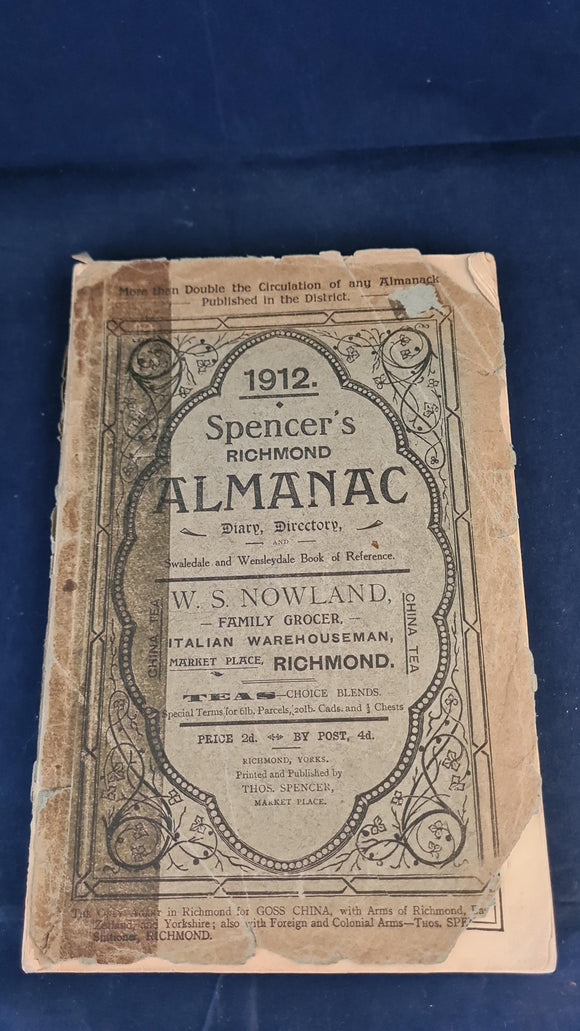 More than Double the Circulation of any Almanack
Published in the District.
1912.
Spencer's
RICHMOND
ALMANAC
Diary, Directory,
AND
Swaledale and Wensleydale Book of Reference.
W. S. NOWLAND,
— FAMILY GROCER. —
ITALIAN WAREHOUSEMAN,
MARKET PLACE, RICHMOND.
CHINA TEA
CHINA TEA
TEAS—CHOICE BLENDS.
Special Terms for 6lb. Parcels, 20lb. Cads. and ½ Chests
PRICE 2d. BY POST, 4d.
RICHMOND, YORKS.
Printed and Published by
THOS. SPENCER,
MARKET PLACE.
in Richmond for GOSS CHINA, with Arms of Richmond,
and Yorkshire; also with Foreign and Colonial Arms—THOS.
Stationer, RICHMOND.